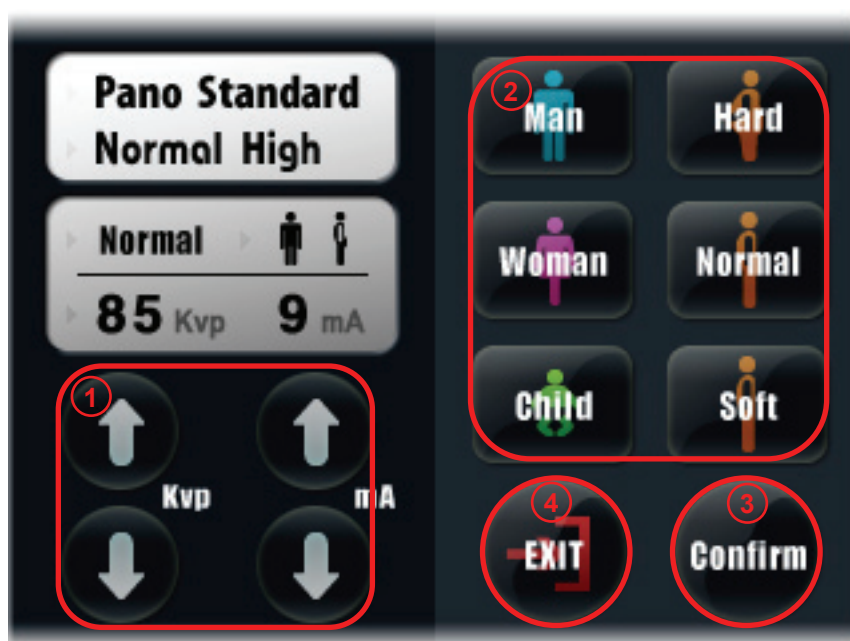 Pano Standard
Normal High
Normal
85 Kvp 9 mA
1
Kvp mA
2
Man Hard
Woman Normal
Child Soft
4 3
EXIT Confirm